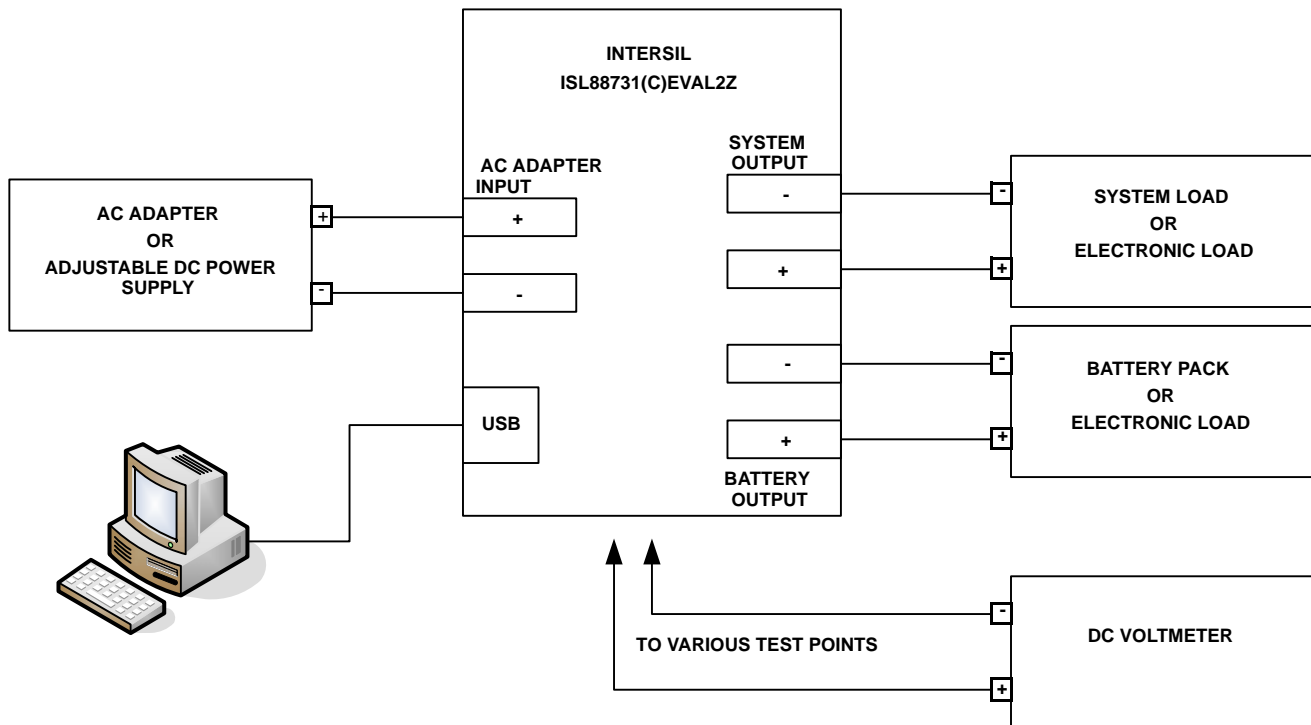 INTERSIL
ISL88731(C)EVAL2Z
AC ADAPTER
INPUT
+
-
USB
SYSTEM
OUTPUT
-
+
-
+
BATTERY
OUTPUT
AC ADAPTER
OR
ADJUSTABLE DC POWER
SUPPLY
+
-
-
+
SYSTEM LOAD
OR
ELECTRONIC LOAD
-
+
BATTERY PACK
OR
ELECTRONIC LOAD
TO VARIOUS TEST POINTS
-
+
DC VOLTMETER